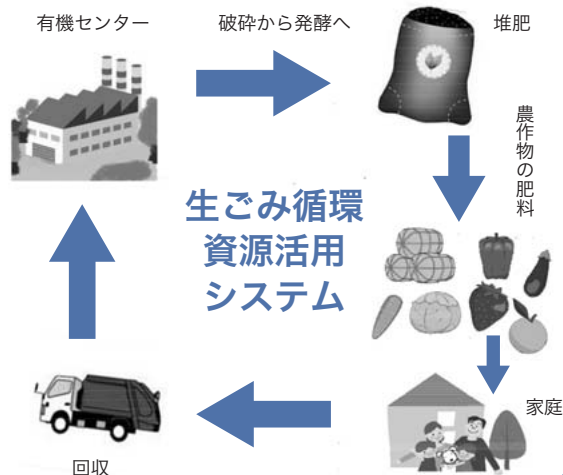 有機センター
破砕から発酵へ
堆肥
農作物の肥料
生ごみ循環
資源活用
システム
家庭
回収